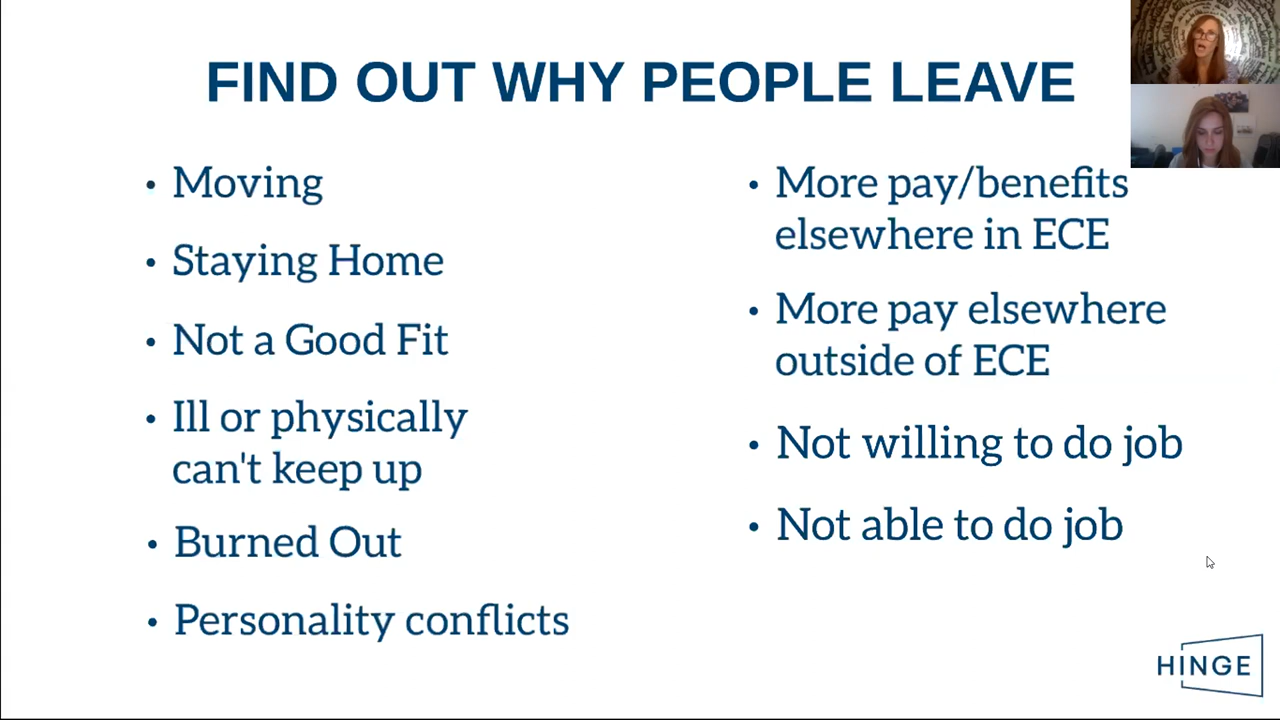 FIND OUT WHY PEOPLE LEAVE
• Moving
• Staying Home
• Not a Good Fit
• Ill or physically
can't keep up
• Burned Out
• Personality conflicts
• More pay/benefits
elsewhere in ECE
• More pay elsewhere
outside of ECE
• Not willing to do job
• Not able to do job
HINGE